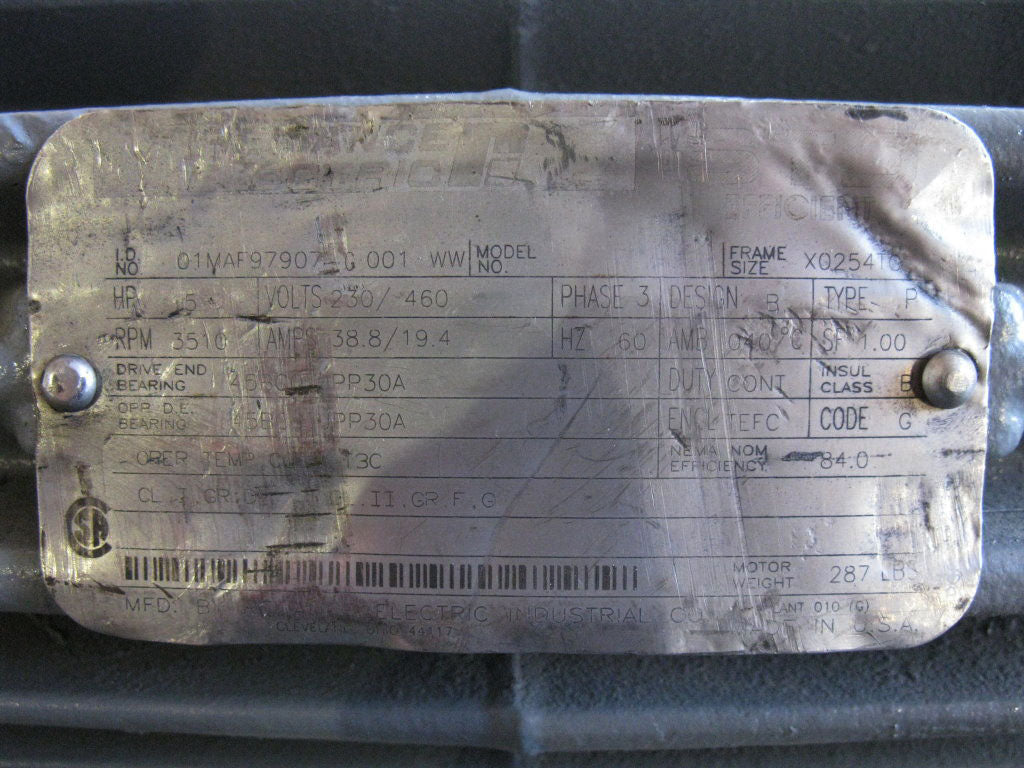 EFFICIENT
I.D. NO. 01MAF97907-G 001 WW MODEL NO. FRAME SIZE
HP VOLTS 230/ 460 PHASE 3 DESIGN B TYPE P
RPM 3510 AMPS 38.8/19.4 HZ 60 AMB 040°C SF 1.00
DRIVE END BEARING PP30A DUTY CONT INSUL CLASS B
OPP D.E. BEARING PP30A ENCL TEFC CODE G
OPER TEMP T3C NEMA NOM EFFICIENCY 84.0
CL.I.GR.D II.GR F.G
MOTOR WEIGHT 287 LBS
MFD. BY ELECTRIC INDUSTRIAL CO. PLANT 010 (G)
CLEVELAND OHIO 44117 MADE IN U.S.A.